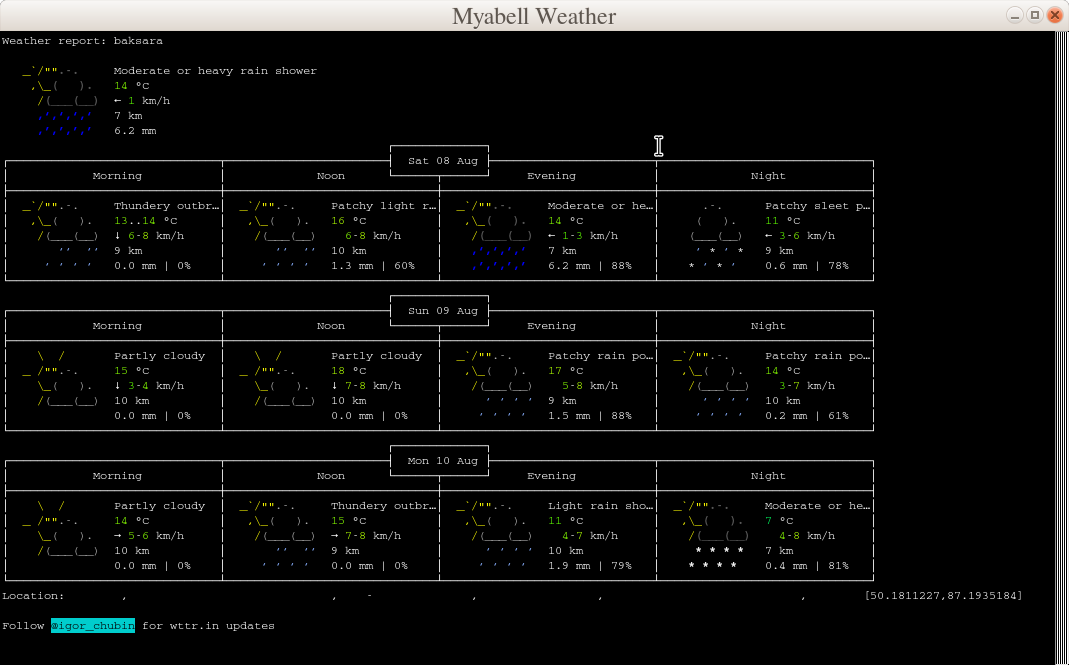 Myabell Weather
Weather report: baksara
Moderate or heavy rain shower
14 °C
← 1 km/h
7 km
6.2 mm
Sat 08 Aug
Morning Noon Evening Night
Thundery outbr… Patchy light r… Moderate or he… Patchy sleet p…
13..14 °C 16 °C 14 °C 11 °C
↓ 6-8 km/h 6-8 km/h ← 1-3 km/h ← 3-6 km/h
9 km 10 km 7 km 9 km
0.0 mm | 0% 1.3 mm | 60% 6.2 mm | 88% 0.6 mm | 78%
Sun 09 Aug
Morning Noon Evening Night
Partly cloudy Partly cloudy Patchy rain po… Patchy rain po…
15 °C 18 °C 17 °C 14 °C
↓ 3-4 km/h ↓ 7-8 km/h 5-8 km/h 3-7 km/h
10 km 10 km 9 km 10 km
0.0 mm | 0% 0.0 mm | 0% 1.5 mm | 88% 0.2 mm | 61%
Mon 10 Aug
Morning Noon Evening Night
Partly cloudy Thundery outbr… Light rain sho… Moderate or he…
14 °C 15 °C 11 °C 7 °C
→ 5-6 km/h → 7-8 km/h 4-7 km/h 4-8 km/h
10 km 9 km 10 km 7 km
0.0 mm | 0% 0.0 mm | 0% 1.9 mm | 79% 0.4 mm | 81%
Location: , , - , , , [50.1811227,87.1935184]
Follow @igor_chubin for wttr.in updates